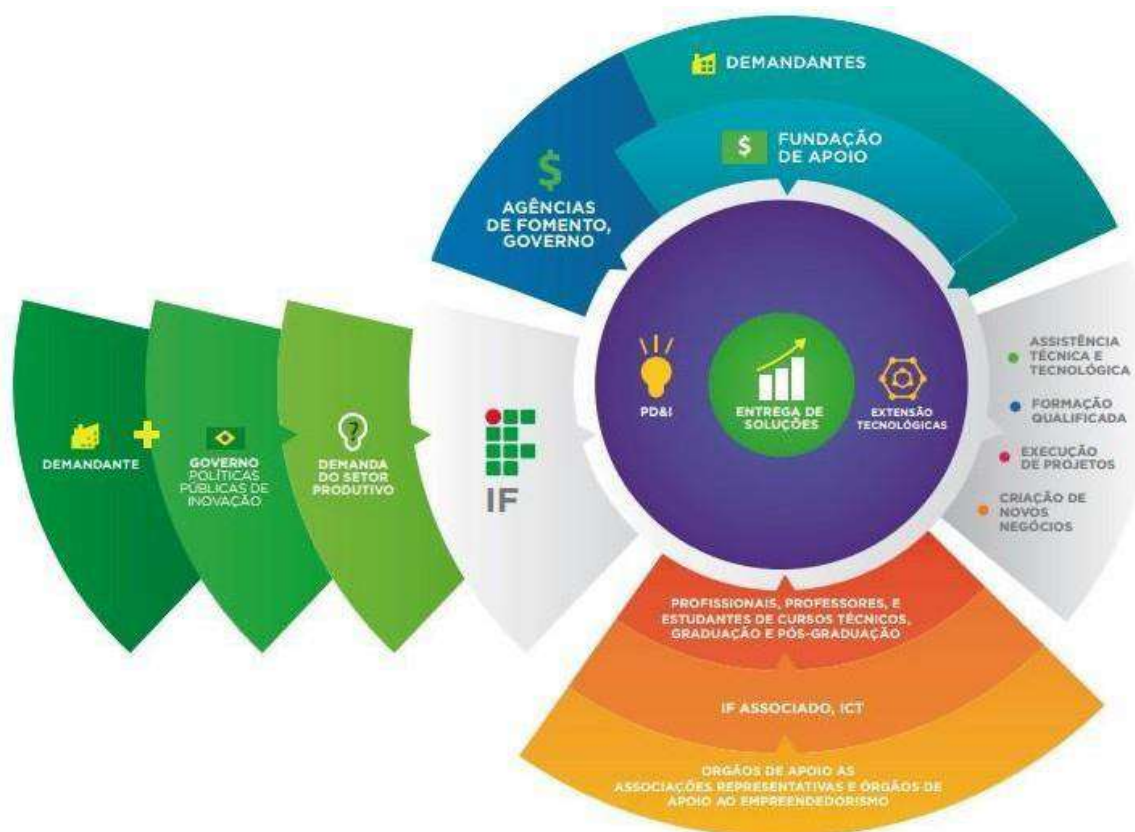 DEMANDANTES
$
FUNDAÇÃO
DE APOIO
$
AGÊNCIAS
DE FOMENTO,
GOVERNO
DEMANDANTE
GOVERNO
POLÍTICAS
PÚBLICAS DE
INOVAÇÃO
?
DEMANDA
DO SETOR
PRODUTIVO
IF
PD&I
ENTREGA DE
SOLUÇÕES
EXTENSÃO
TECNOLÓGICAS
ASSISTÊNCIA
TÉCNICA E
TECNOLÓGICA
FORMAÇÃO
QUALIFICADA
EXECUÇÃO
DE PROJETOS
CRIAÇÃO DE
NOVOS
NEGÓCIOS
PROFISSIONAIS, PROFESSORES, E
ESTUDANTES DE CURSOS TÉCNICOS,
GRADUAÇÃO E PÓS-GRADUAÇÃO
IF ASSOCIADO, ICT
ORGÃOS DE APOIO AS
ASSOCIAÇÕES REPRESENTATIVAS E ÓRGÃOS DE
APOIO AO EMPREENDEDORISMO